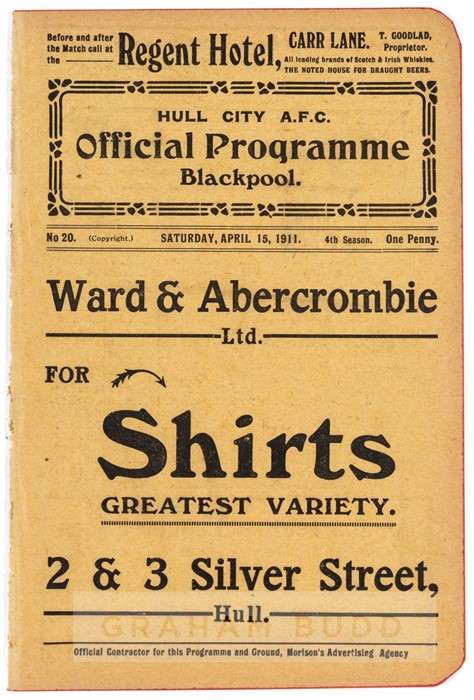 Before and after
the Match call at
the
Regent Hotel,
CARR LANE. T. GOODLAD,
Proprietor.
All leading brands of Scotch & Irish Whiskies.
THE NOTED HOUSE FOR DRAUGHT BEERS.
HULL CITY A.F.C.
Official Programme
Blackpool.
No 20. (Copyright.) SATURDAY, APRIL 15, 1911. 4th Season. One Penny.
Ward & Abercrombie
Ltd.
FOR
Shirts
GREATEST VARIETY.
2 & 3 Silver Street,
Hull.
GRAHAM BUDD
Official Contractor for this Programme and Ground, Morison's Advertising Agency